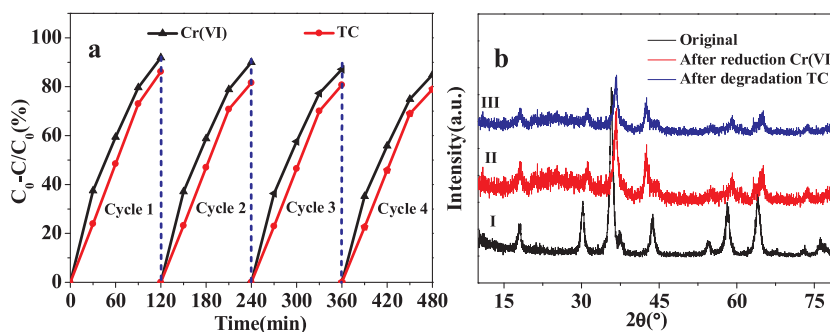 a
Cr(VI)
TC
C₀-C/C₀(%)
100
80
60
40
20
0
Cycle 1
Cycle 2
Cycle 3
Cycle 4
0
60
120
180
240
300
360
420
480
Time(min)
b
Original
After reduction Cr(VI)
After degradation TC
Intensity(a.u.)
III
II
I
15
30
45
60
75
2θ(°)